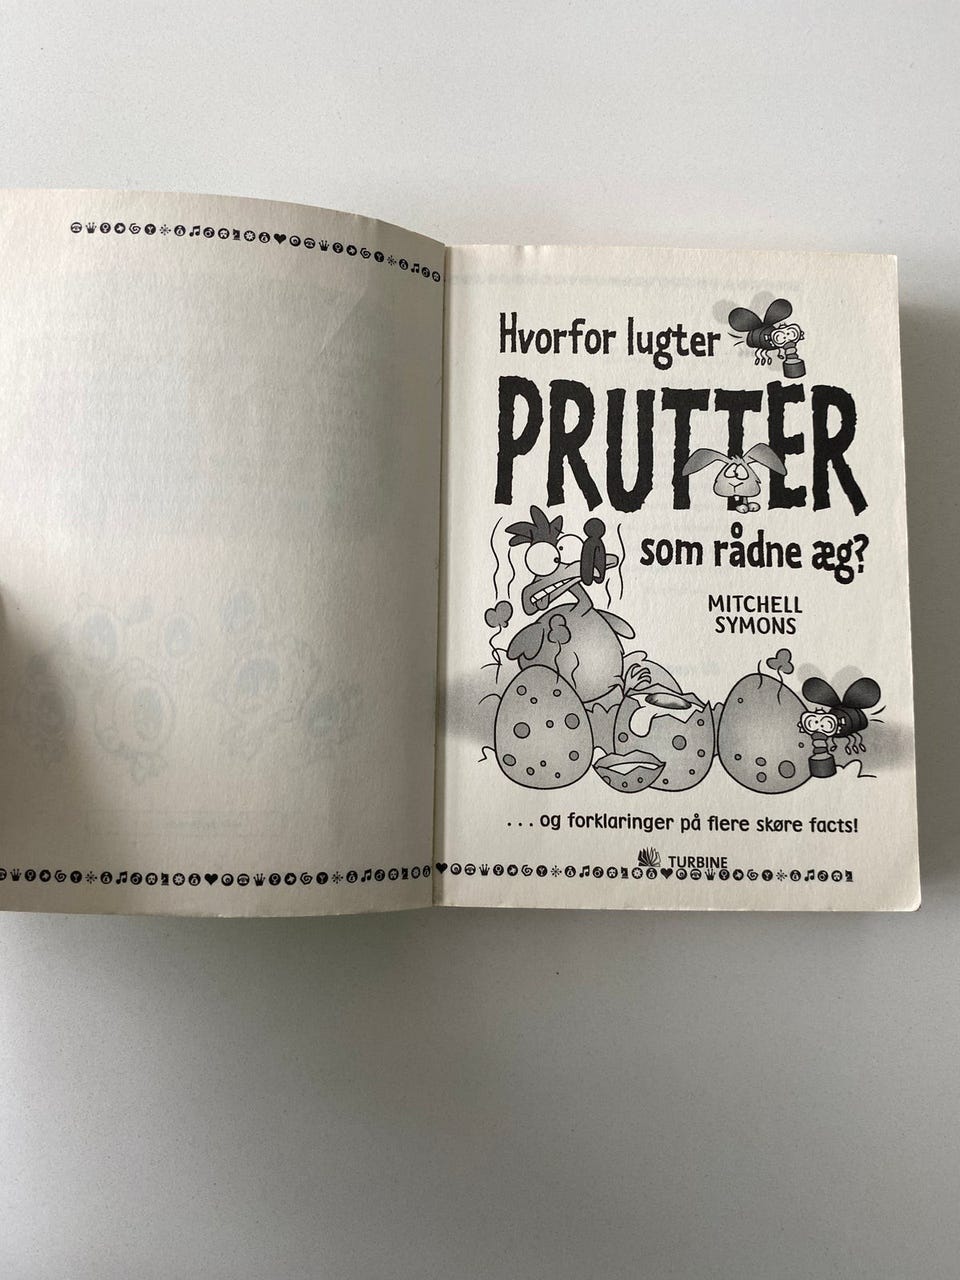 Hvorfor lugter
PRUTTER
som rådne æg?
MITCHELL
SYMONS
... og forklaringer på flere skøre facts!
TURBINE